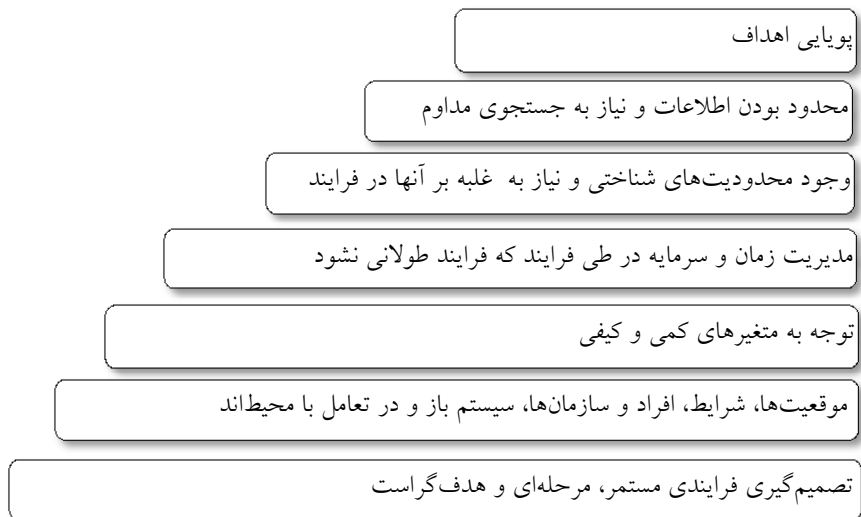 پویایی اهداف
محدود بودن اطلاعات و نیاز به جستجوی مداوم
وجود محدودیت‌های شناختی و نیاز به غلبه بر آنها در فرایند
مدیریت زمان و سرمایه در طی فرایند که فرایند طولانی نشود
توجه به متغیرهای کمی و کیفی
موقعیت‌ها، شرایط، افراد و سازمان‌ها، سیستم باز و در تعامل با محیط‌اند
تصمیم‌گیری فرایندی مستمر، مرحله‌ای و هدف‌گراست